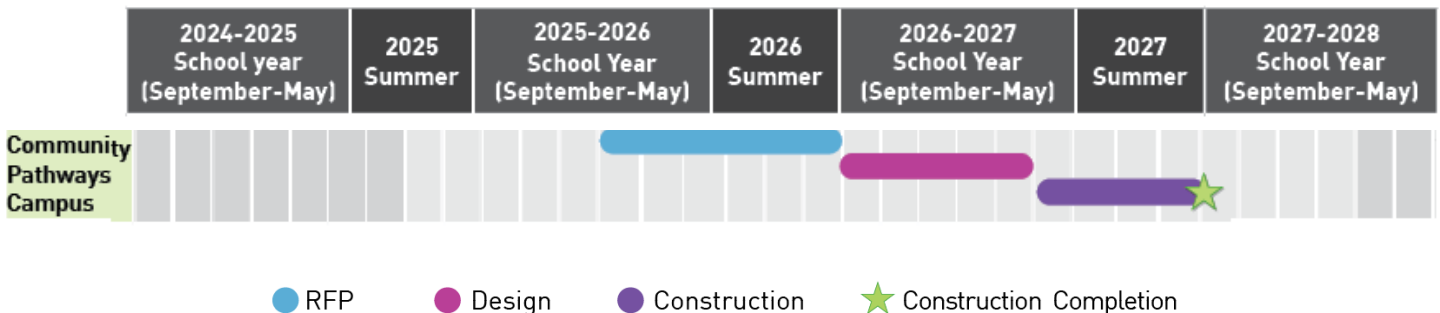 2024-2025
School year
(September-May)
2025
Summer
2025-2026
School Year
(September-May)
2026
Summer
2026-2027
School Year
(September-May)
2027
Summer
2027-2028
School Year
(September-May)
Community
Pathways
Campus
RFP
Design
Construction
Construction Completion